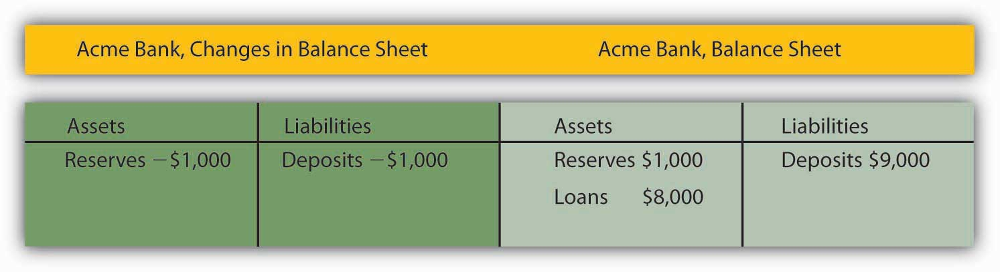 Acme Bank, Changes in Balance Sheet
Acme Bank, Balance Sheet
Assets
Liabilities
Assets
Liabilities
Reserves −$1,000
Deposits −$1,000
Reserves $1,000
Deposits $9,000
Loans $8,000